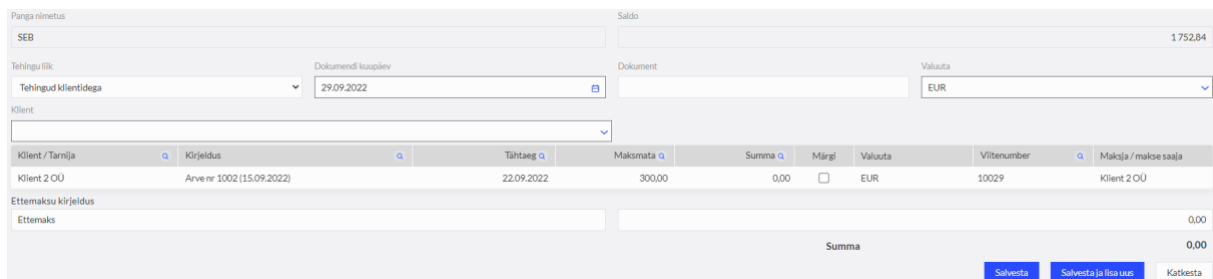 Panga nimetus Saldo
SEB 1 752,84
Tehingu liik Dokumendi kuupäev Dokument Valuuta
Tehingud klientidega 29.09.2022 EUR
Klient
Klient / Tarnija Kirjeldus Tähtaeg Maksmata Summa Märgi Valuuta Viitenumber Maksja / makse saaja
Klient 2 OÜ Arve nr 1002 (15.09.2022) 22.09.2022 300,00 0,00 EUR 10029 Klient 2 OÜ
Ettemaksu kirjeldus
Ettemaks 0,00
Summa 0,00
Salvesta Salvesta ja lisa uus Katkesta